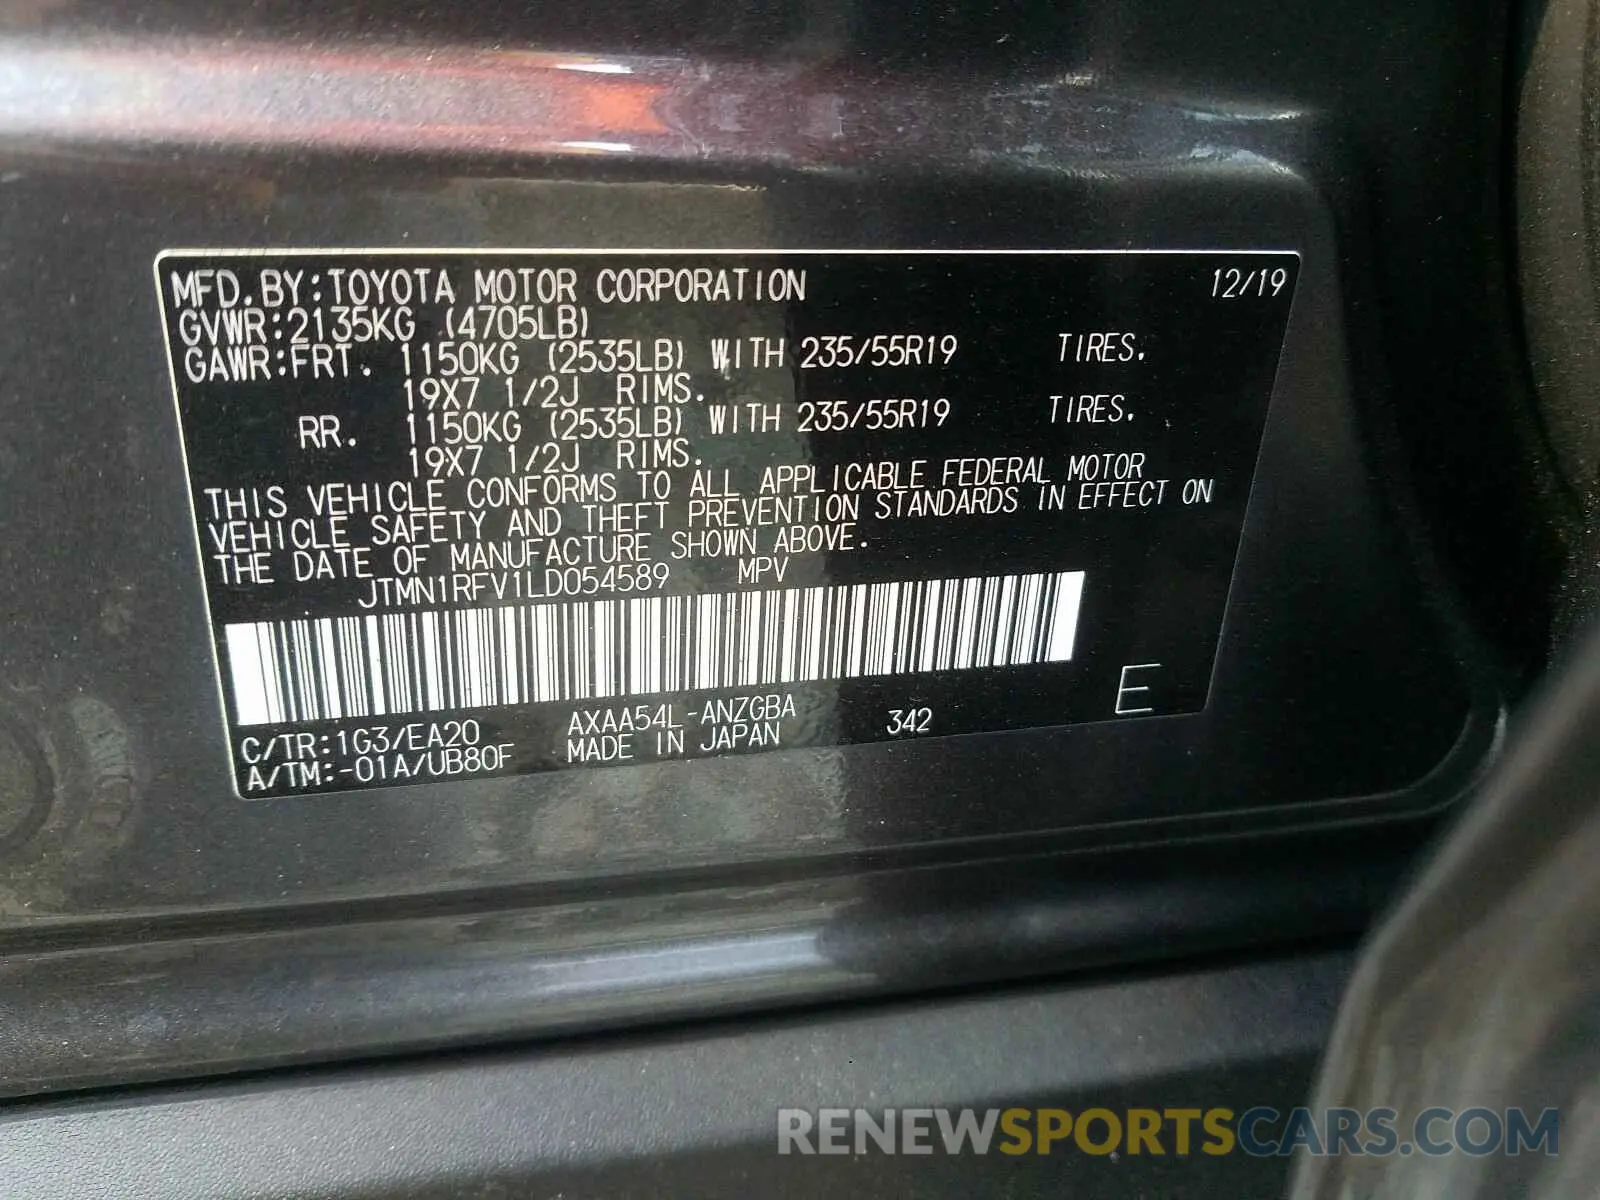 MFD. BY: TOYOTA MOTOR CORPORATION 12/19
GVWR: 2135KG (4705LB)
GAWR: FRT. 1150KG (2535LB) WITH 235/55R19 TIRES.
19X7 1/2J RIMS.
RR. 1150KG (2535LB) WITH 235/55R19 TIRES.
19X7 1/2J RIMS.
THIS VEHICLE CONFORMS TO ALL APPLICABLE FEDERAL MOTOR
VEHICLE SAFETY AND THEFT PREVENTION STANDARDS IN EFFECT ON
THE DATE OF MANUFACTURE SHOWN ABOVE.
JTMN1RFV1LD054589 MPV
E
C/TR: 1G3/EA20 AXAA54L-ANZGBA 342
A/TM: -01A/UB80F MADE IN JAPAN
RENEWSPORTSCARS.COM